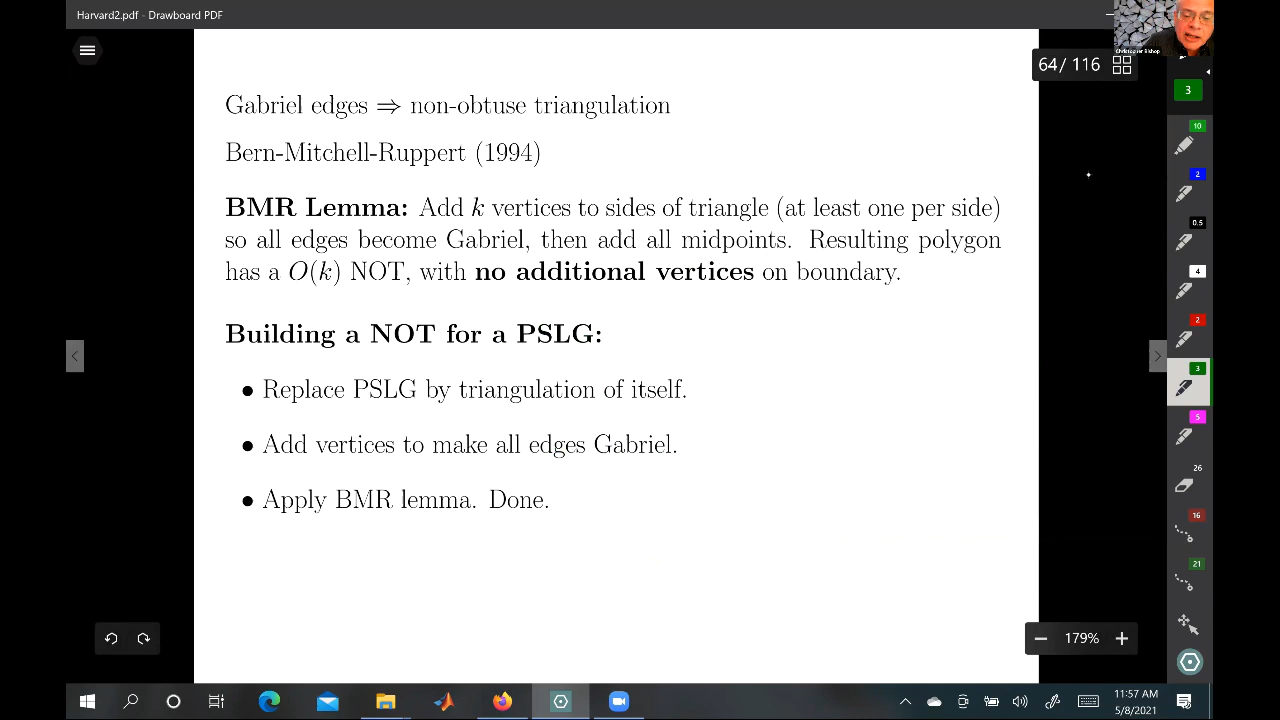 Harvard2.pdf - Drawboard PDF
Christopher Bishop
64 / 116
Gabriel edges ⇒ non-obtuse triangulation
Bern-Mitchell-Ruppert (1994)
BMR Lemma: Add k vertices to sides of triangle (at least one per side)
so all edges become Gabriel, then add all midpoints. Resulting polygon
has a O(k) NOT, with no additional vertices on boundary.
Building a NOT for a PSLG:
• Replace PSLG by triangulation of itself.
• Add vertices to make all edges Gabriel.
• Apply BMR lemma. Done.
3
10
2
0.5
4
2
3
5
26
16
21
179%
11:57 AM
5/8/2021